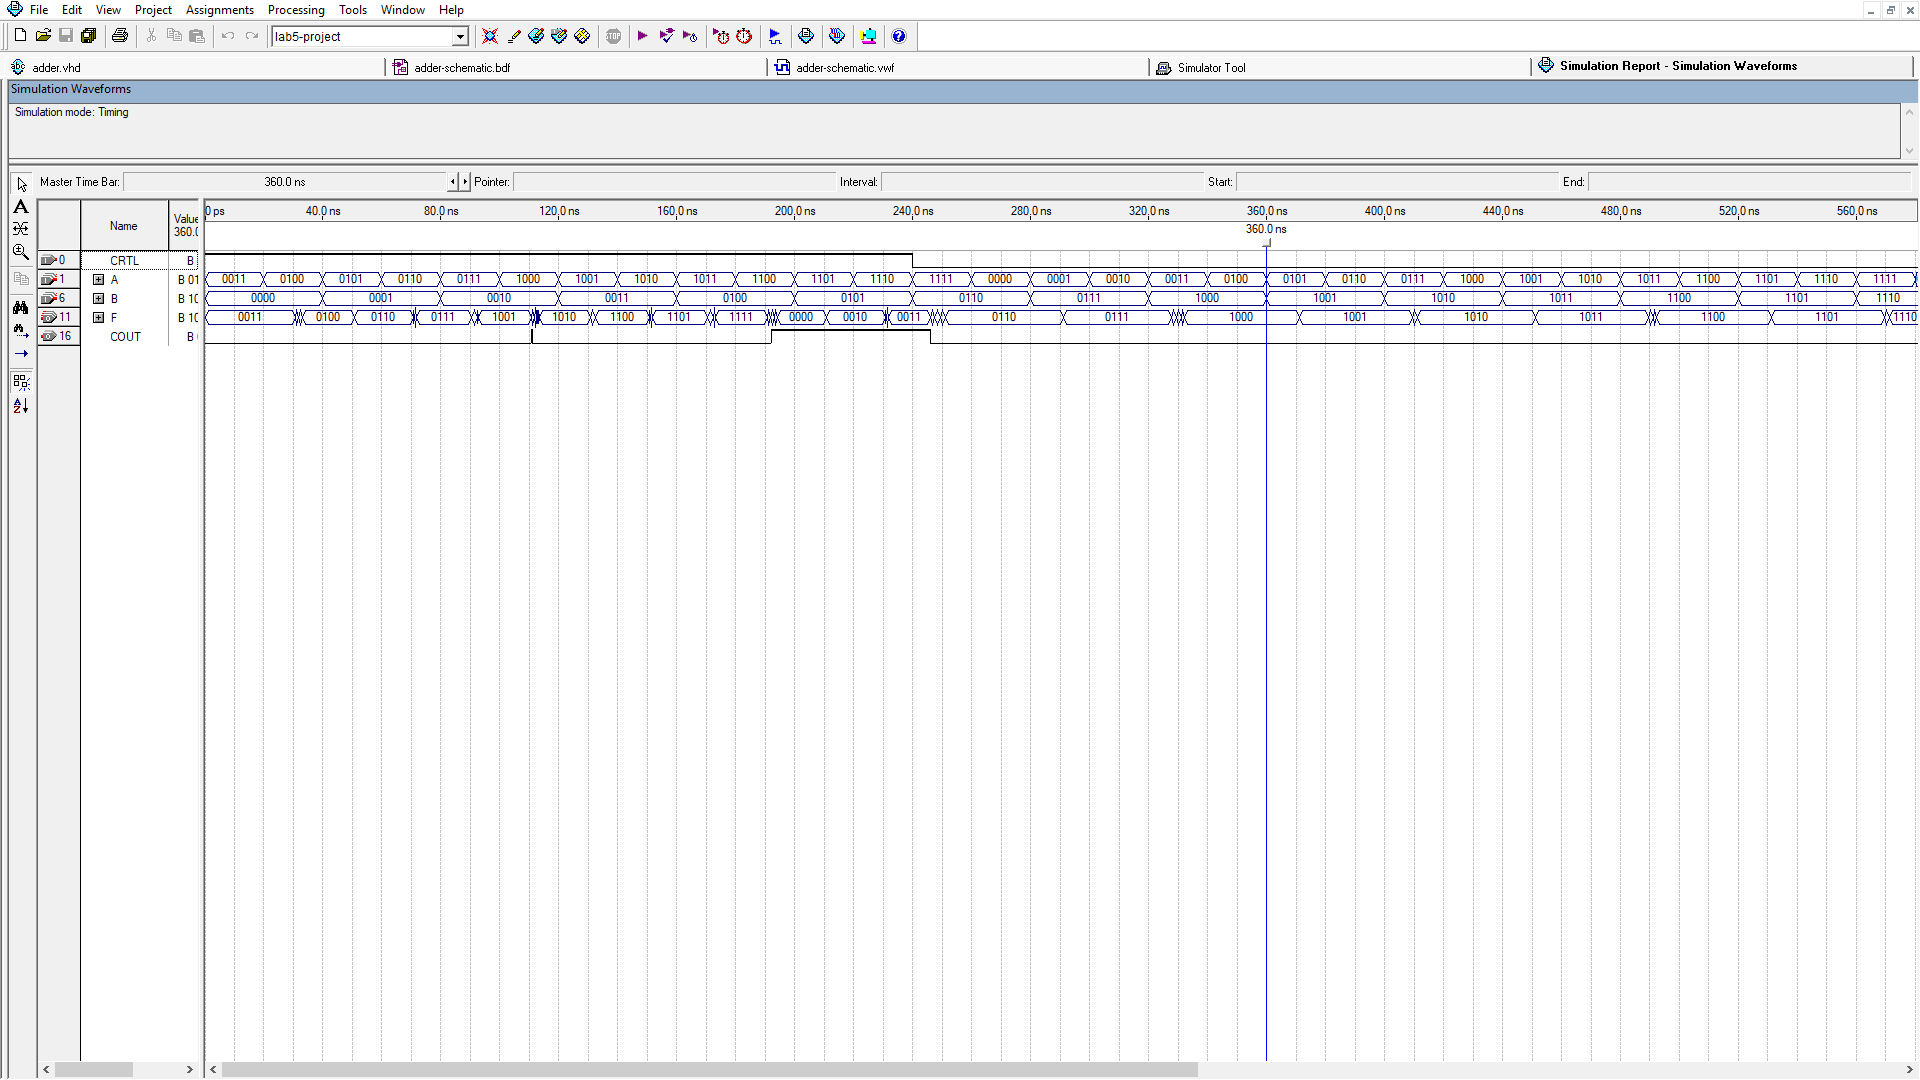 File Edit View Project Assignments Processing Tools Window Help
lab5-project
adder.vhd adder-schematic.bdf adder-schematic.vwf Simulator Tool Simulation Report - Simulation Waveforms
Simulation Waveforms
Simulation mode: Timing
Master Time Bar: 360.0 ns Pointer: Interval: Start: End:
Name Value 360.0
0 ps 40.0 ns 80.0 ns 120.0 ns 160.0 ns 200.0 ns 240.0 ns 280.0 ns 320.0 ns 360.0 ns 400.0 ns 440.0 ns 480.0 ns 520.0 ns 560.0 ns
360.0 ns
0 CRTL B
1 A B 01 0011 0100 0101 0110 0111 1000 1001 1010 1011 1100 1101 1110 1111 0000 0001 0010 0011 0100 0101 0110 0111 1000 1001 1010 1011 1100 1101 1110 1111
6 B B 10 0000 0001 0010 0011 0100 0101 0110 0111 1000 1001 1010 1011 1100 1101 1110
11 F B 10 0011 0100 0110 0111 1001 1010 1100 1101 1111 0000 0010 0011 0110 0111 1000 1001 1010 1011 1100 1101 1110
16 COUT B